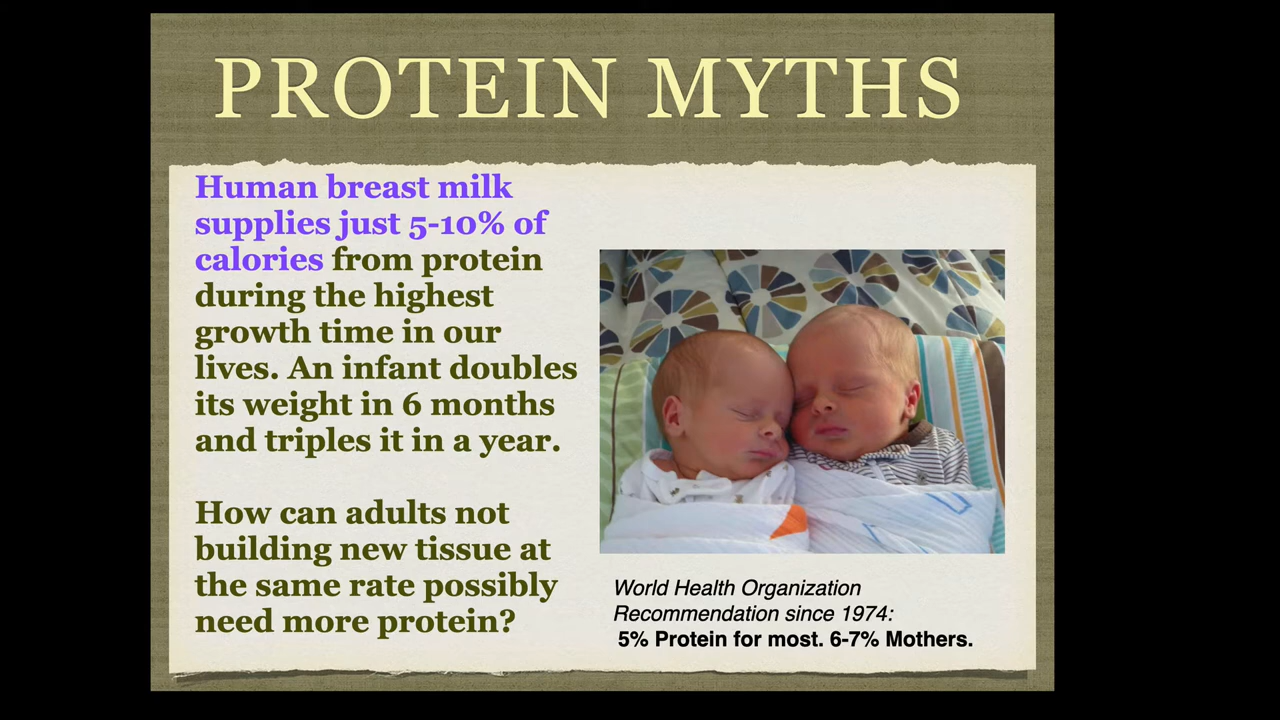 PROTEIN MYTHS
Human breast milk
supplies just 5-10% of
calories from protein
during the highest
growth time in our
lives. An infant doubles
its weight in 6 months
and triples it in a year.
How can adults not
building new tissue at
the same rate possibly
need more protein?
World Health Organization
Recommendation since 1974:
5% Protein for most. 6-7% Mothers.